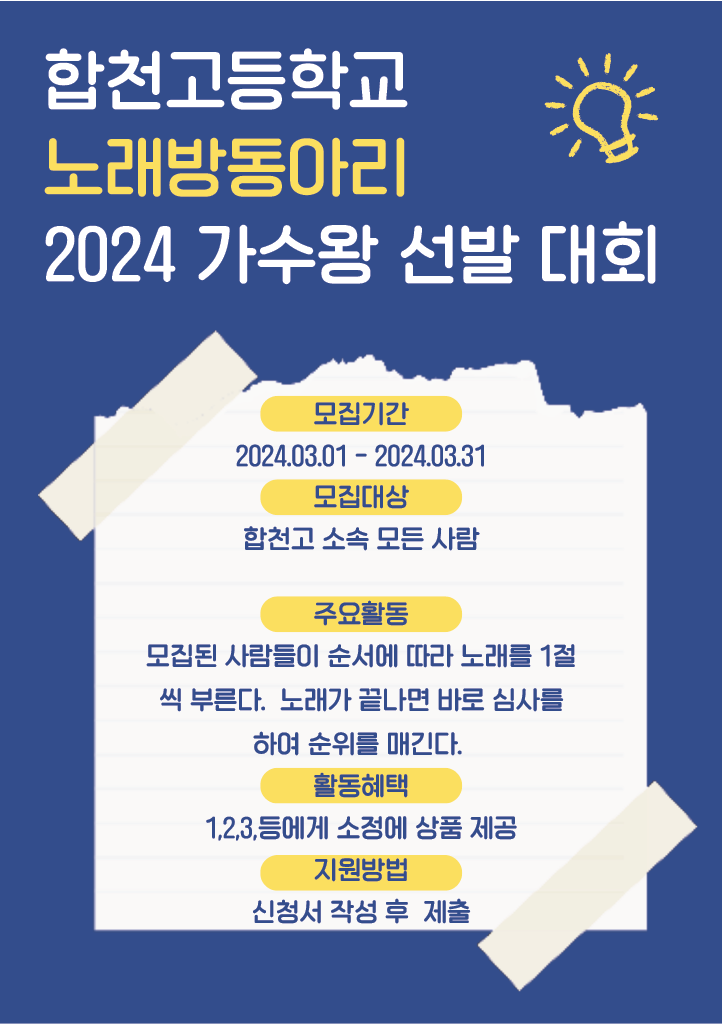 합천고등학교
노래방동아리
2024 가수왕 선발 대회
모집기간
2024.03.01 - 2024.03.31
모집대상
합천고 소속 모든 사람
주요활동
모집된 사람들이 순서에 따라 노래를 1절
씩 부른다. 노래가 끝나면 바로 심사를
하여 순위를 매긴다.
활동혜택
1,2,3,등에게 소정에 상품 제공
지원방법
신청서 작성 후 제출